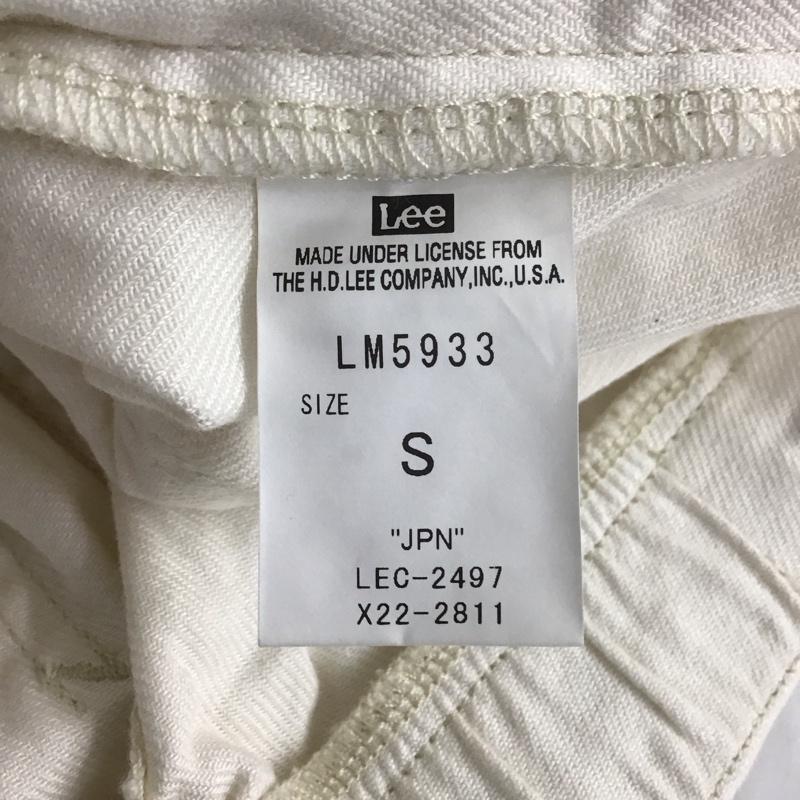 Lee
MADE UNDER LICENSE FROM
THE H.D.LEE COMPANY,INC.,U.S.A.
LM5933
SIZE
S
"JPN"
LEC-2497
X22-2811